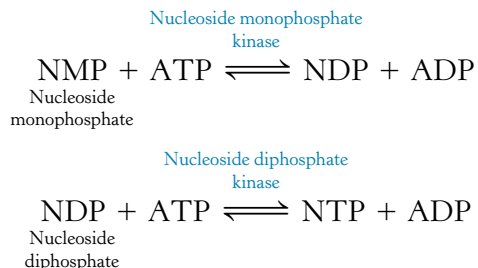 Nucleoside monophosphate
kinase
NMP + ATP ⇌ NDP + ADP
Nucleoside
monophosphate
Nucleoside diphosphate
kinase
NDP + ATP ⇌ NTP + ADP
Nucleoside
diphosphate